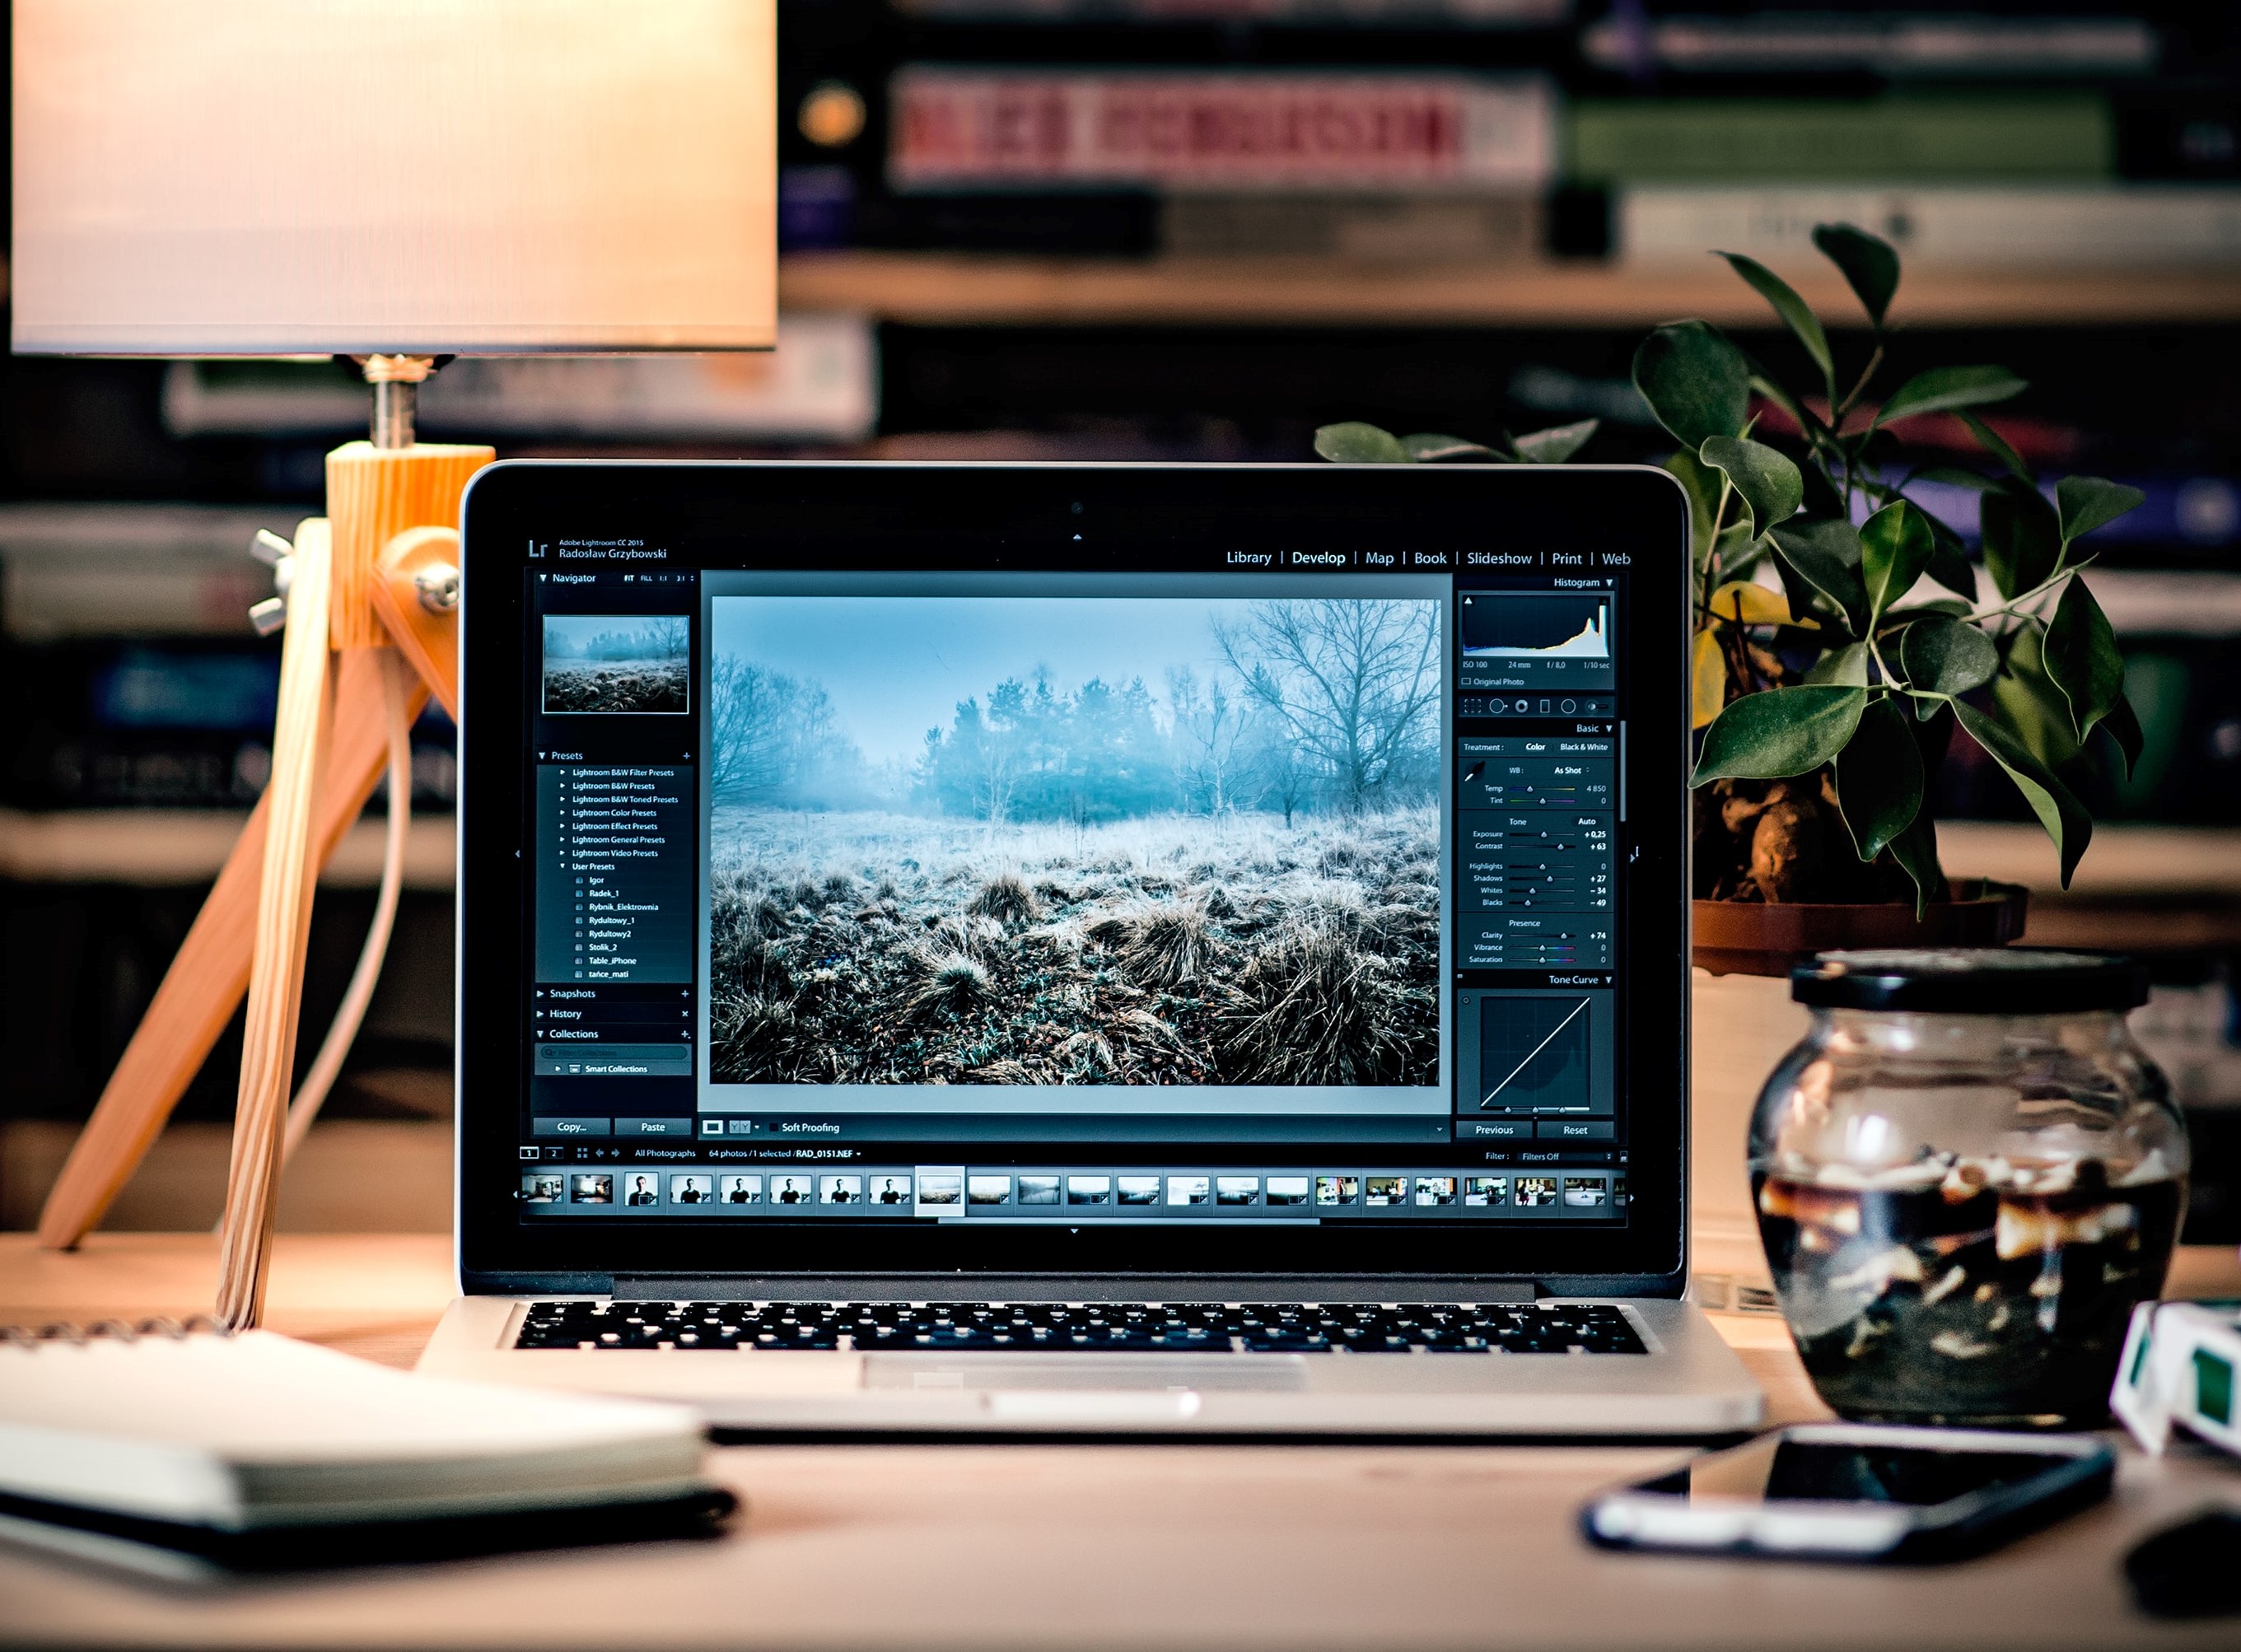 Lr Adobe Lightroom CC 2015
Radosław Grzybowski
Library | Develop | Map | Book | Slideshow | Print | Web
Navigator FIT FILL 1:1 3:1
Presets
Lightroom B&W Filter Presets
Lightroom B&W Presets
Lightroom B&W Toned Presets
Lightroom Color Presets
Lightroom Effect Presets
Lightroom General Presets
Lightroom Video Presets
User Presets
Igor
Radek_1
Rybnik_Elektrownia
Rydultowy_1
Rydultowy2
Stolik_2
Table_iPhone
tańce_mati
Snapshots
History
Collections
Smart Collections
Copy... Paste
Soft Proofing
Histogram
ISO 100 24 mm f/8,0 1/10 sec
Original Photo
Basic
Treatment: Color Black & White
WB: As Shot
Temp 4 850
Tint 0
Tone Auto
Exposure +0,25
Contrast +63
Highlights 0
Shadows +27
Whites -34
Blacks -49
Presence
Clarity +74
Vibrance 0
Saturation 0
Tone Curve
Previous Reset
1 2 All Photographs 64 photos /1 selected /RAD_0151.NEF
Filter: Filters Off